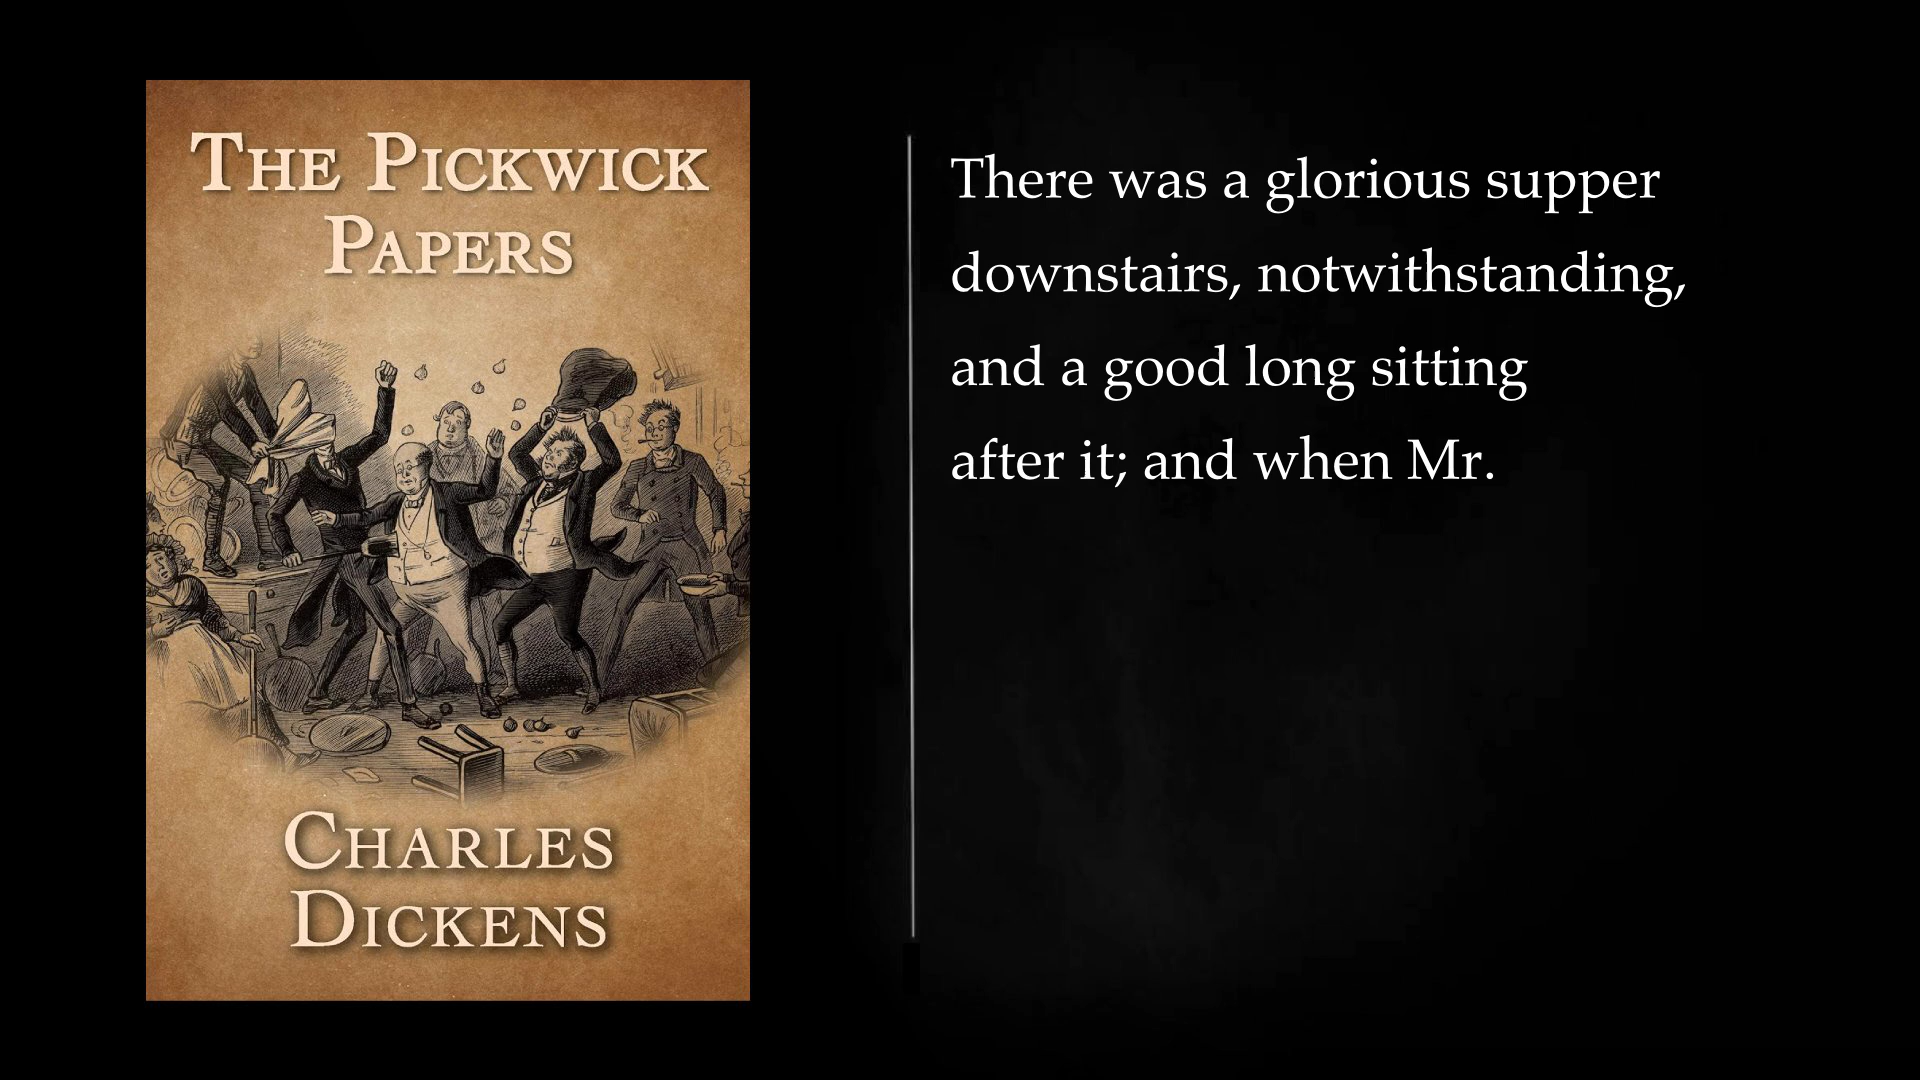 The Pickwick
Papers
Charles
Dickens
There was a glorious supper
downstairs, notwithstanding,
and a good long sitting
after it; and when Mr.